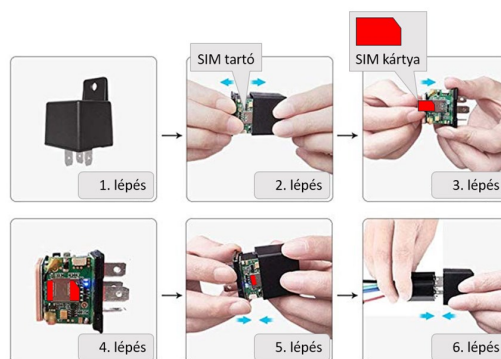 SIM tartó
SIM kártya
1. lépés
2. lépés
3. lépés
4. lépés
5. lépés
6. lépés